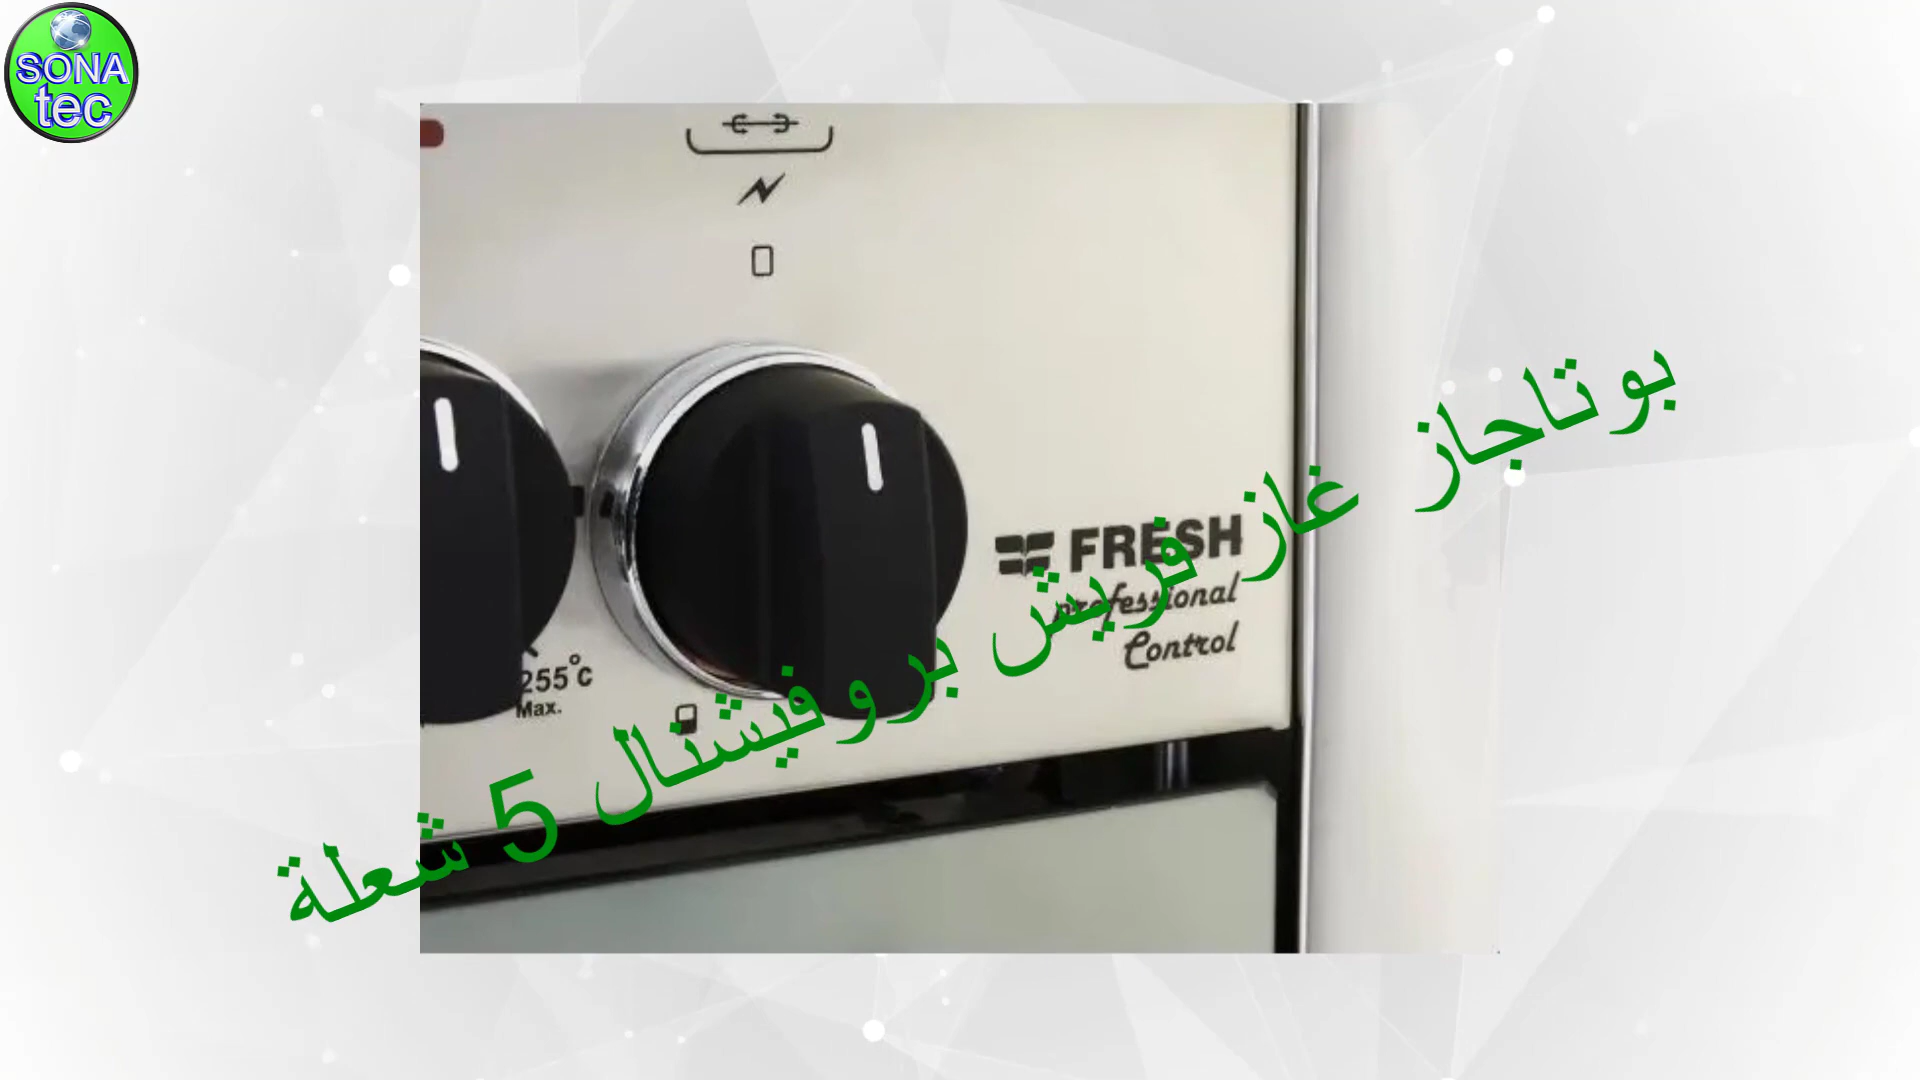 SONA
tec
FRESH
professional
Control
255°c
Max.
بوتاجاز غاز فريش بروفيشنال 5 شعلة